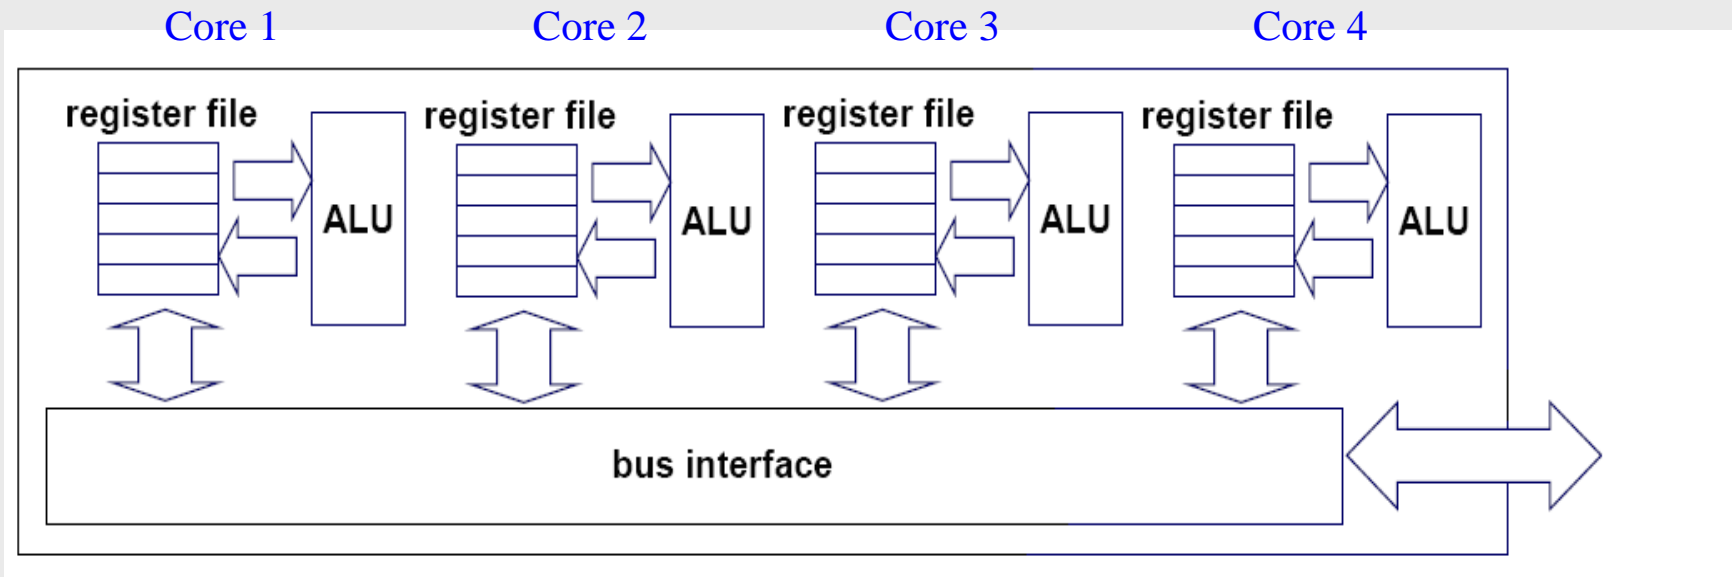 Core 1 Core 2 Core 3 Core 4
register file register file register file register file
ALU ALU ALU ALU
bus interface